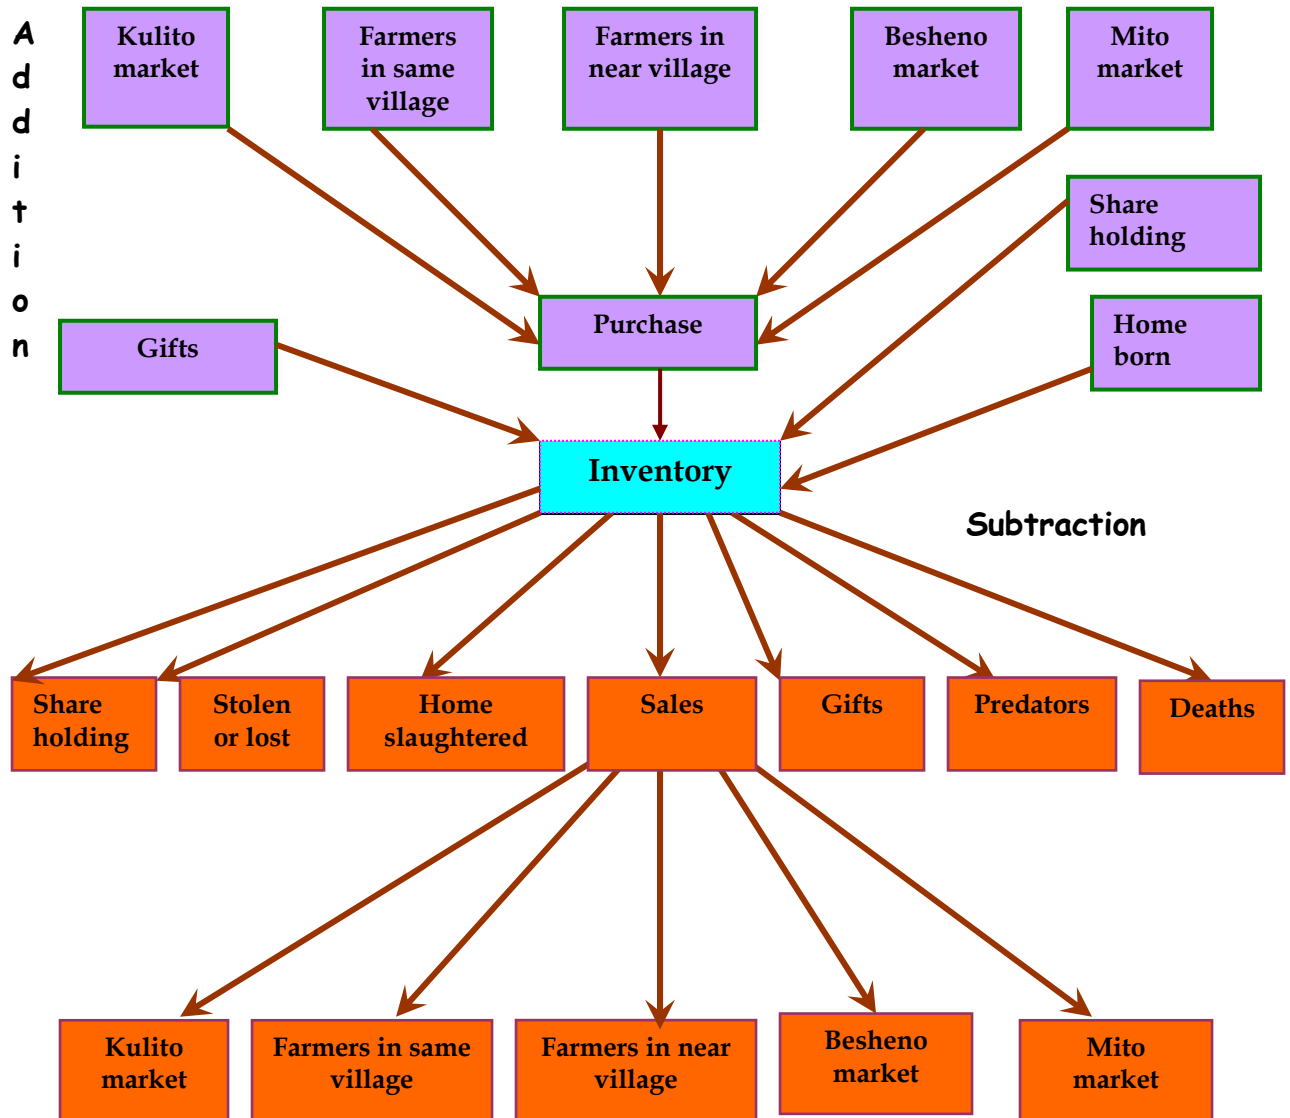 Addition
Kulito
market
Farmers
in same
village
Farmers in
near village
Besheno
market
Mito
market
Share
holding
Purchase
Home
born
Gifts
Inventory
Subtraction
Share
holding
Stolen
or lost
Home
slaughtered
Sales
Gifts
Predators
Deaths
Kulito
market
Farmers in same
village
Farmers in near
village
Besheno
market
Mito
market